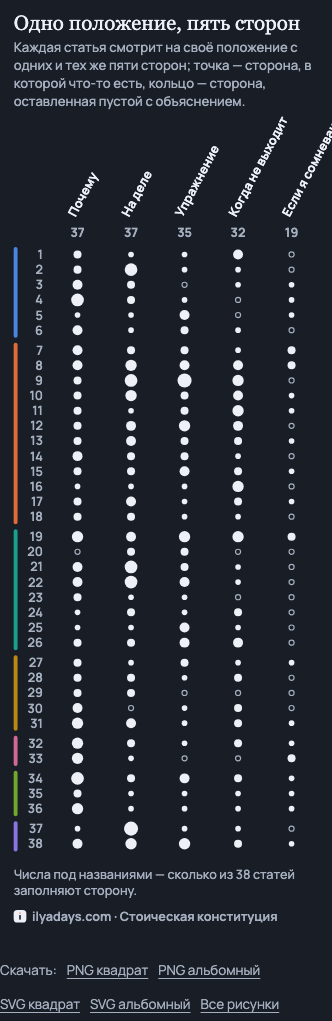 Одно положение, пять сторон
Каждая статья смотрит на своё положение с
одних и тех же пяти сторон; точка — сторона, в
которой что-то есть, кольцо — сторона,
оставленная пустой с объяснением.
Почему
На деле
Упражнение
Когда не выходит
Если я
37 37 35 32 19
1
2
3
4
5
6
7
8
9
10
11
12
13
14
15
16
17
18
19
20
21
22
23
24
25
26
27
28
29
30
31
32
33
34
35
36
37
38
Числа под названиями — сколько из 38 статей
заполняют сторону.
ilyadays.com · Стоическая конституция
Скачать: PNG квадрат PNG альбомный
SVG квадрат SVG альбомный Все рисунки